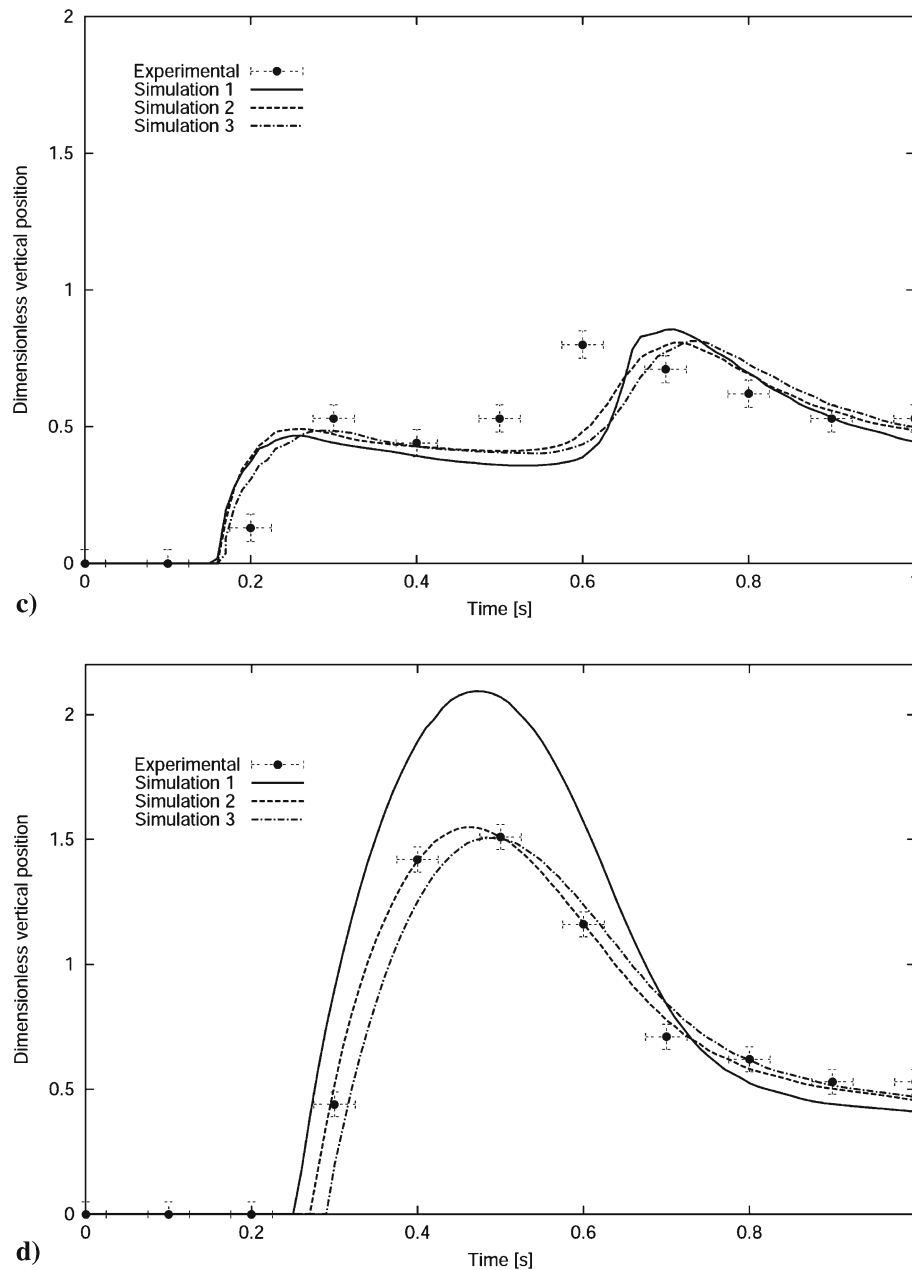 2
1.5
1
0.5
0
Dimensionless vertical position
Experimental
Simulation 1
Simulation 2
Simulation 3
0 0.2 0.4 0.6 0.8
Time [s]
c)
2
1.5
1
0.5
0
Dimensionless vertical position
Experimental
Simulation 1
Simulation 2
Simulation 3
0 0.2 0.4 0.6 0.8
Time [s]
d)